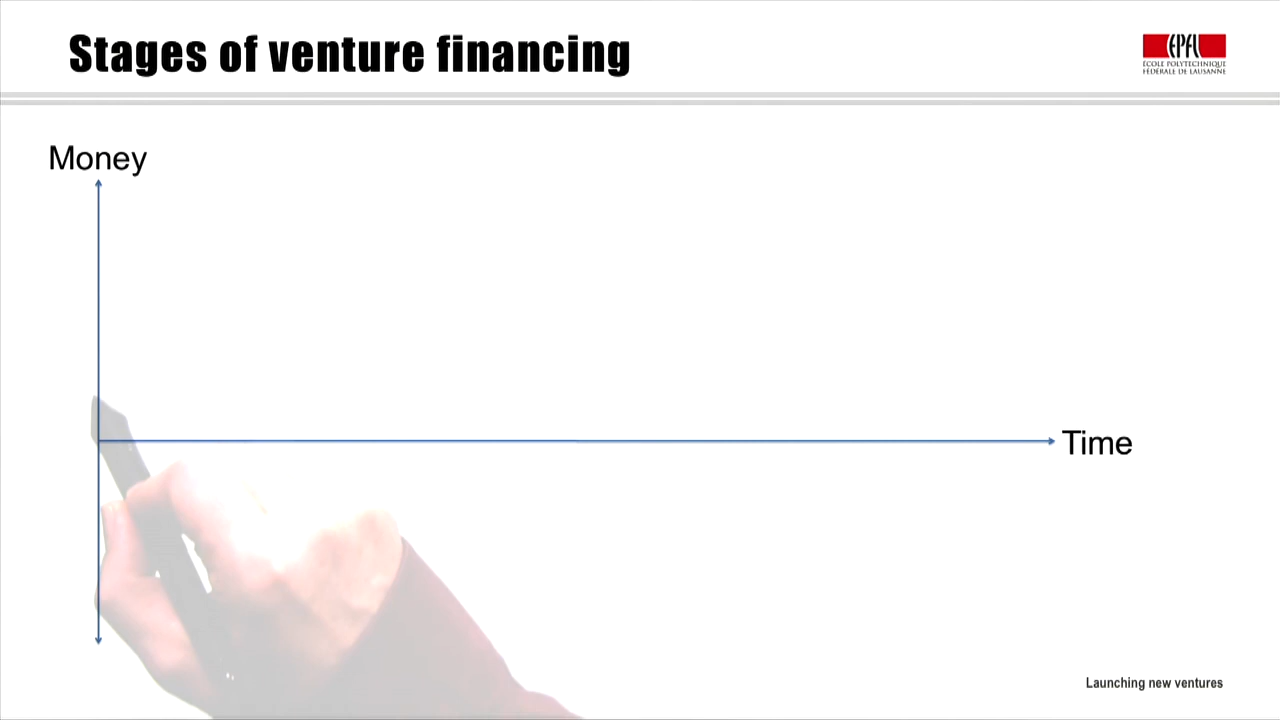 Stages of venture financing
EPFL
ÉCOLE POLYTECHNIQUE
FÉDÉRALE DE LAUSANNE
Money
Time
Launching new ventures